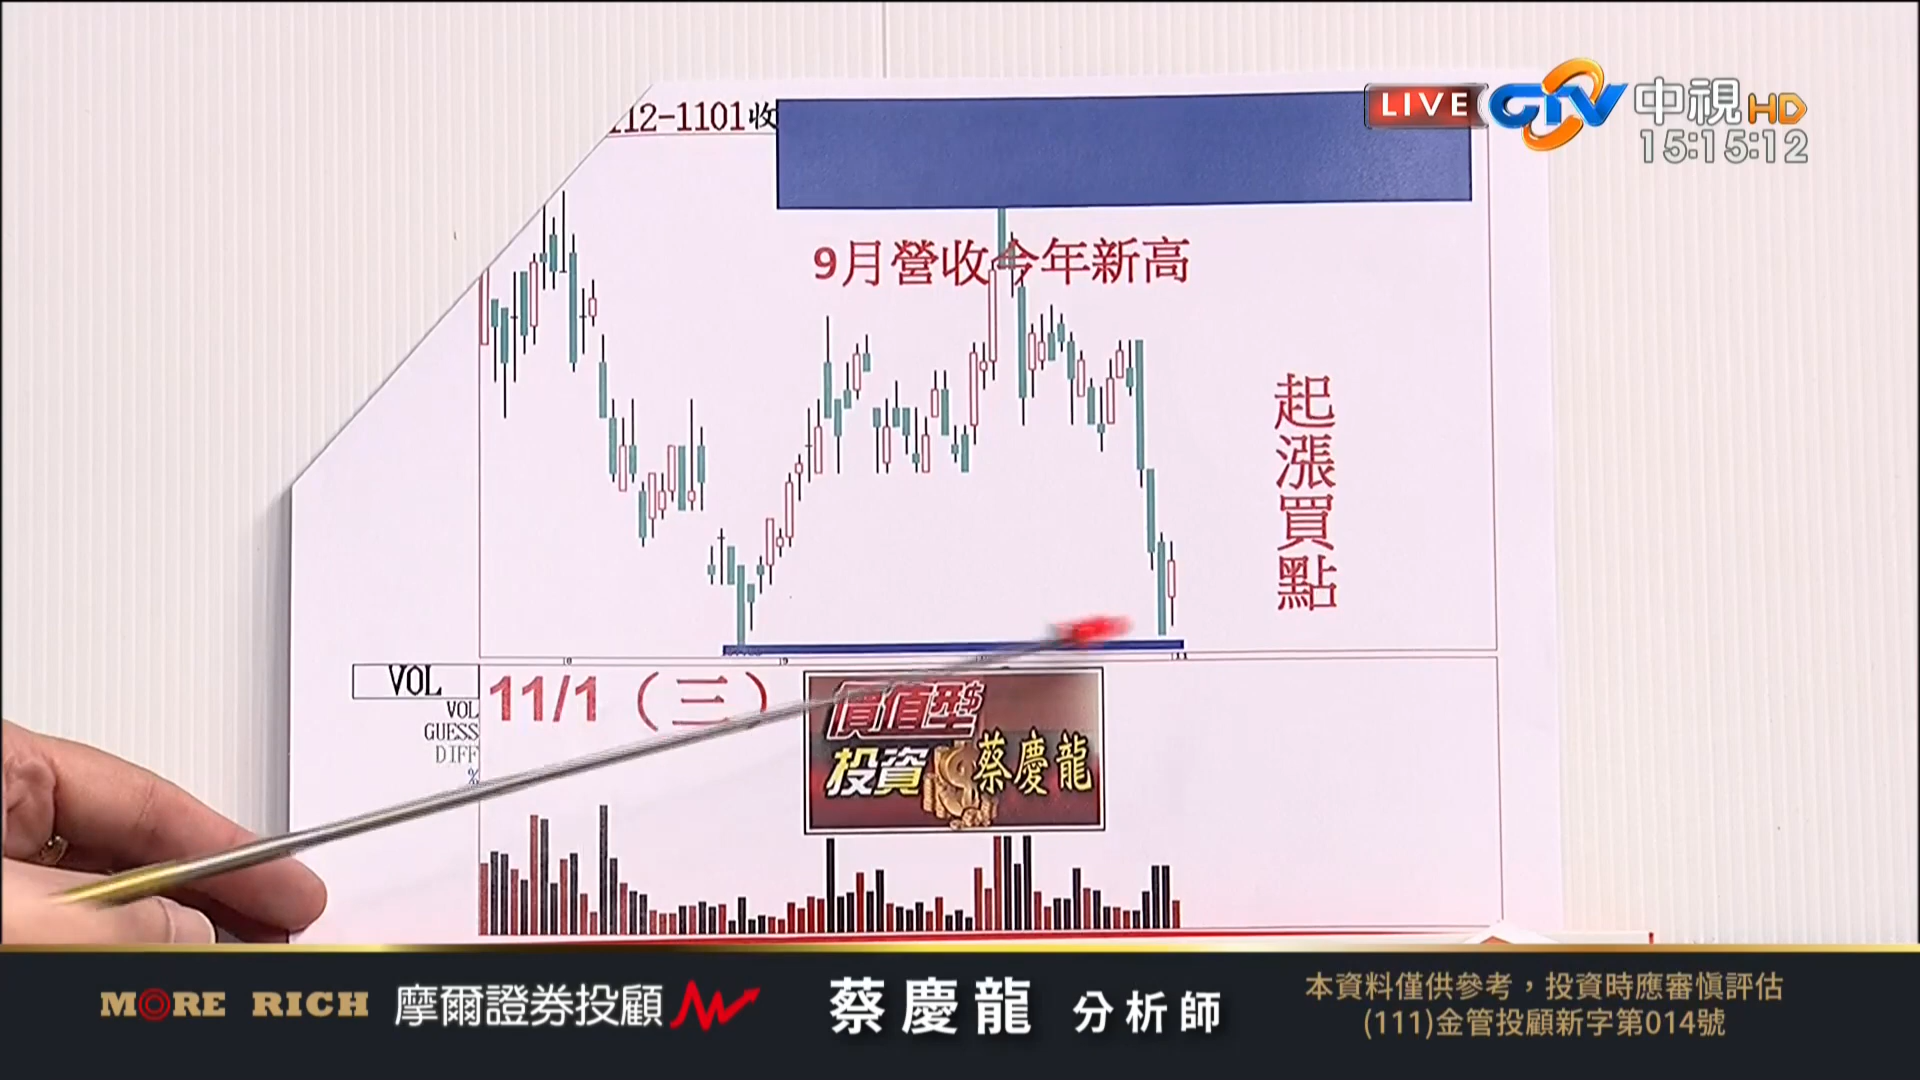 112-1101收
LIVE CTV 中視HD
15:15:12
9月營收今年新高
起漲買點
9
11
VOL
VOL
GUESS
DIFF
%
11/1（三）
價值型$
投資 蔡慶龍
MORE RICH 摩爾證券投顧 蔡慶龍 分析師
本資料僅供參考，投資時應審慎評估
(111)金管投顧新字第014號